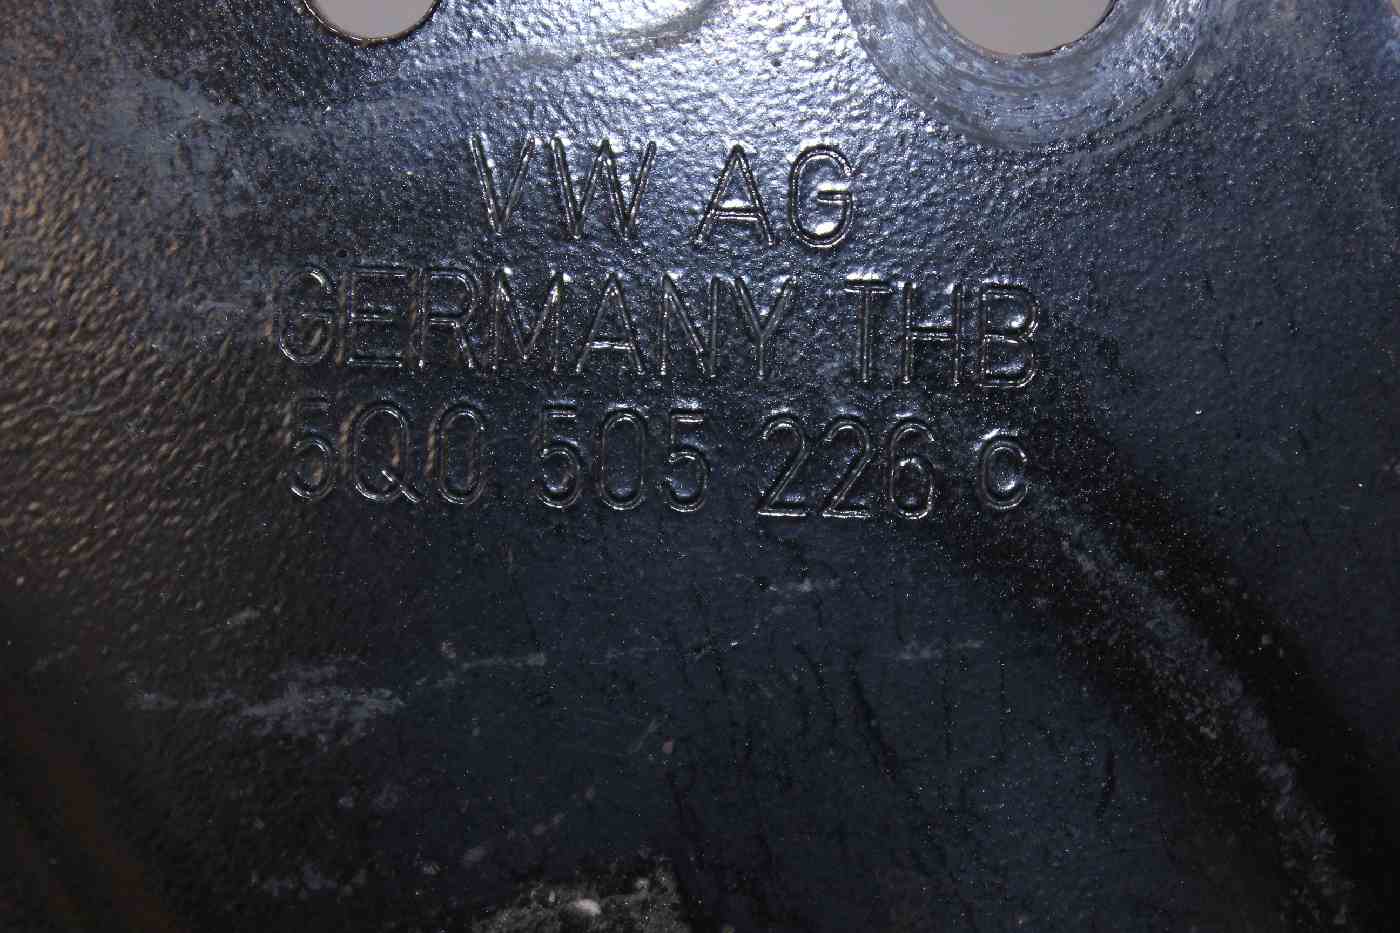 VW AG
GERMANY THB
5Q0 505 226 C